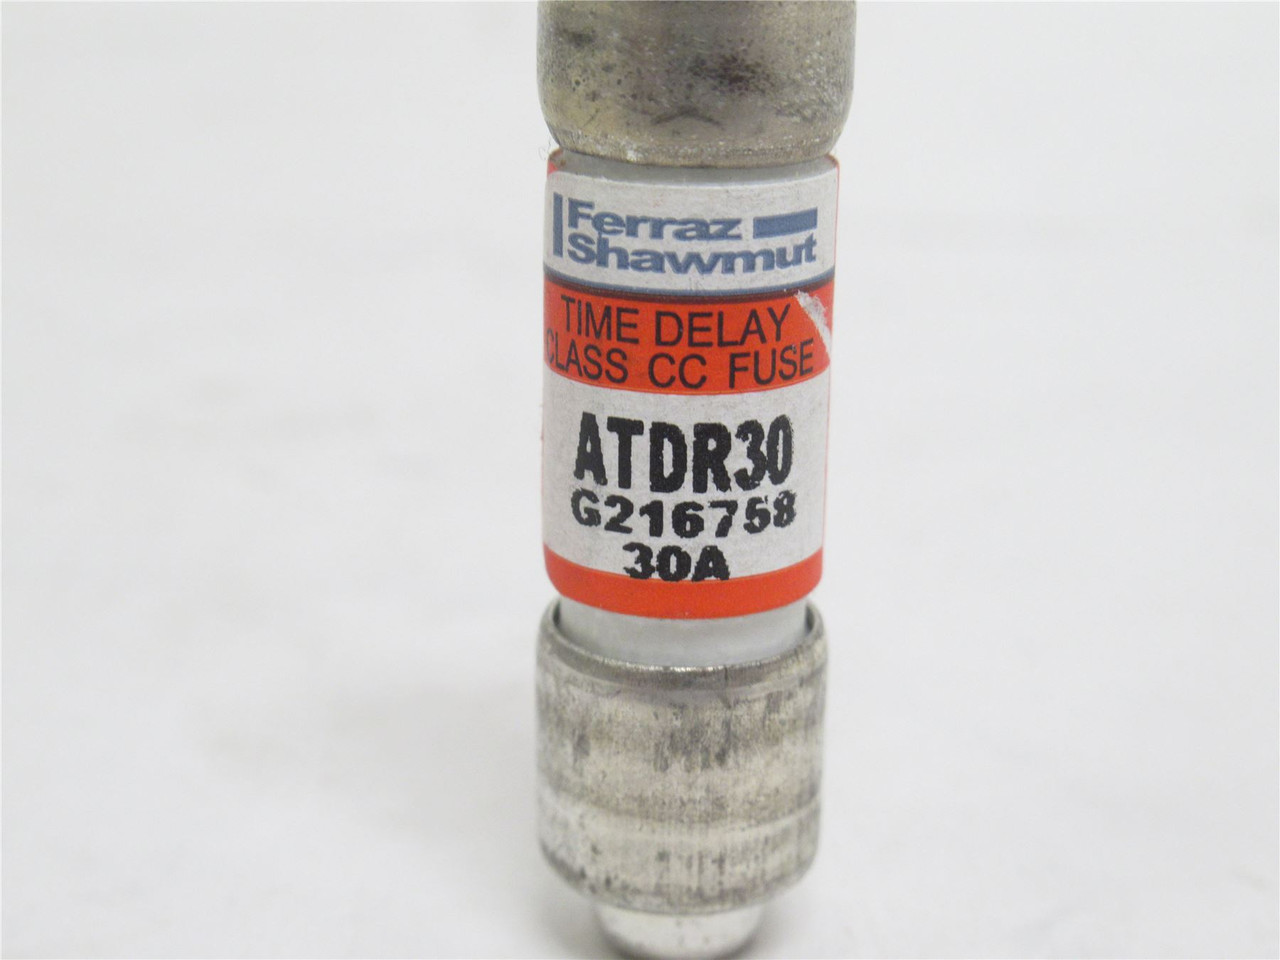 Ferraz
Shawmut
TIME DELAY
CLASS CC FUSE
ATDR30
G216758
30A